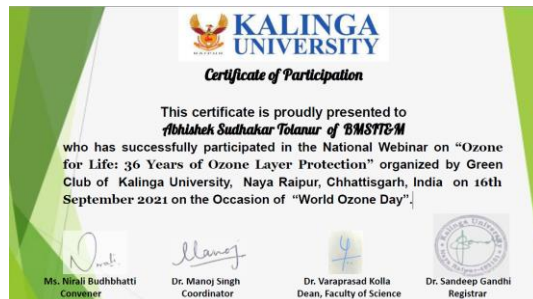 KALINGA
UNIVERSITY
RAIPUR
Certificate of Participation
This certificate is proudly presented to
Abhishek Sudhakar Tolanur of BMSIT&M
who has successfully participated in the National Webinar on “Ozone
for Life: 36 Years of Ozone Layer Protection” organized by Green
Club of Kalinga University, Naya Raipur, Chhattisgarh, India on 16th
September 2021 on the Occasion of “World Ozone Day”.
Manoj
Ms. Nirali Budhbhatti
Convener
Dr. Manoj Singh
Coordinator
Dr. Varaprasad Kolla
Dean, Faculty of Science
Dr. Sandeep Gandhi
Registrar